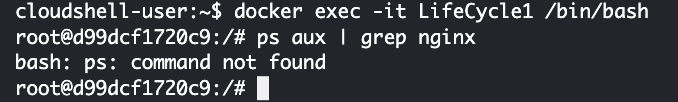 cloudshell-user:~$ docker exec -it LifeCycle1 /bin/bash
root@d99dcf1720c9:/# ps aux | grep nginx
bash: ps: command not found
root@d99dcf1720c9:/#